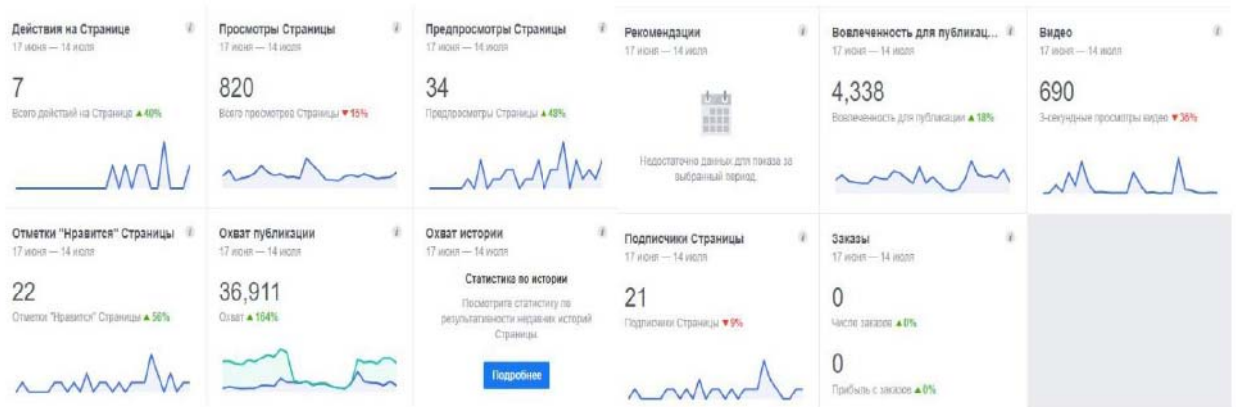 Действия на Странице
17 июня — 14 июля
7
Всего действий на Странице ▲ 40%
Просмотры Страницы
17 июня — 14 июля
820
Всего просмотров Страницы ▼ 15%
Предпросмотры Страницы
17 июня — 14 июля
34
Предпросмотры Страницы ▲ 48%
Рекомендации
17 июня — 14 июля
Недостаточно данных для показа за
выбранный период.
Вовлеченность для публикац...
17 июня — 14 июля
4,338
Вовлеченность для публикации ▲ 18%
Видео
17 июня — 14 июля
690
3-секундные просмотры видео ▼ 36%
Отметки "Нравится" Страницы
17 июня — 14 июля
22
Отметки "Нравится" Страницы ▲ 56%
Охват публикации
17 июня — 14 июля
36,911
Охват ▲ 164%
Охват истории
17 июня — 14 июля
Статистика по истории
Посмотрите статистику по
результативности недавних историй
Страницы.
Подробнее
Подписчики Страницы
17 июня — 14 июля
21
Подписчики Страницы ▼ 9%
Заказы
17 июня — 14 июля
0
Число заказов ▲ 0%
0
Прибыль с заказов ▲ 0%